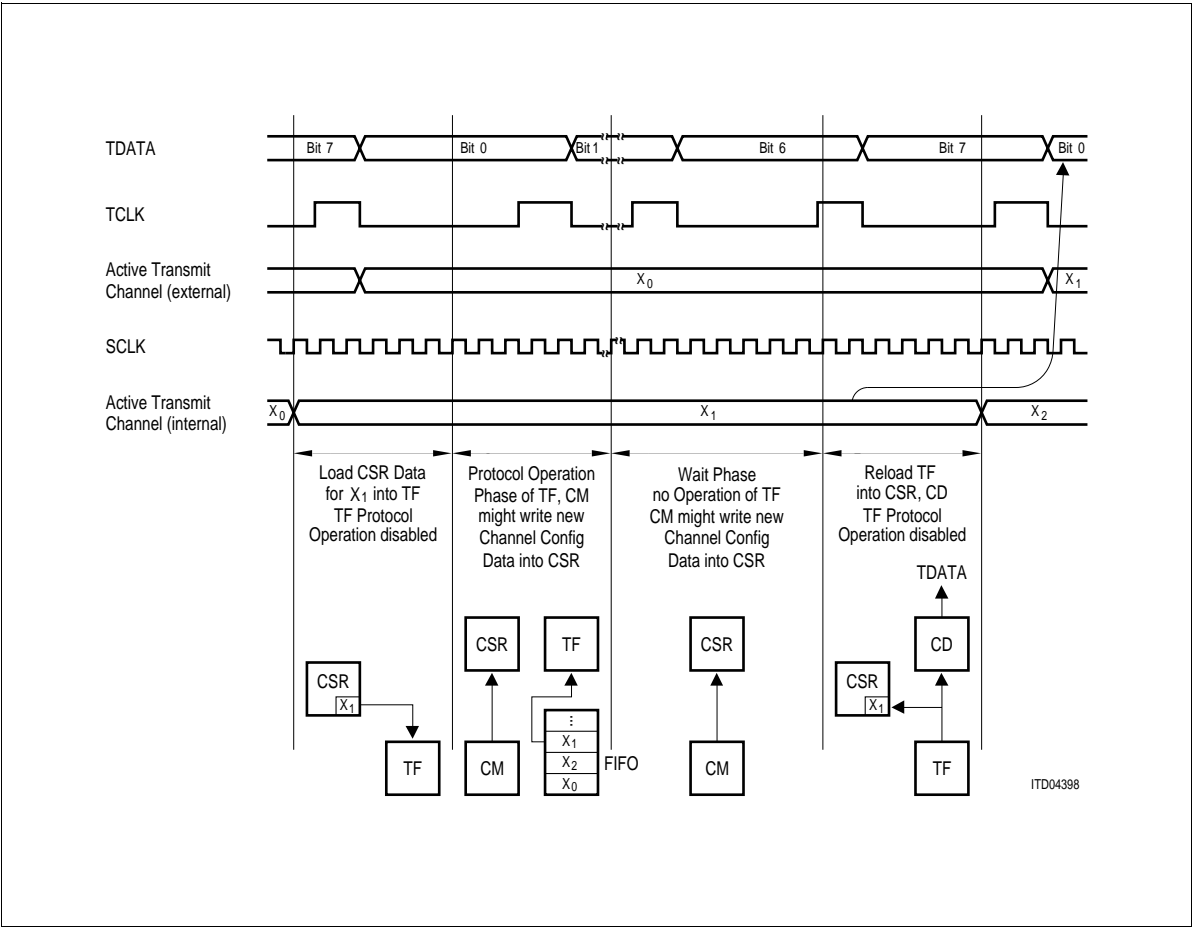 TDATA
Bit 7
Bit 0
Bit 1
Bit 6
Bit 7
Bit 0
TCLK
Active Transmit
Channel (external)
X0
X1
SCLK
Active Transmit
Channel (internal)
X0
X1
X2
Load CSR Data
for X1 into TF
TF Protocol
Operation disabled
Protocol Operation
Phase of TF, CM
might write new
Channel Config
Data into CSR
Wait Phase
no Operation of TF
CM might write new
Channel Config
Data into CSR
Reload TF
into CSR, CD
TF Protocol
Operation disabled
TDATA
CSR
X1
TF
CSR
TF
CM
X1
X2
X0
FIFO
CSR
CM
CD
CSR
X1
TF
ITD04398